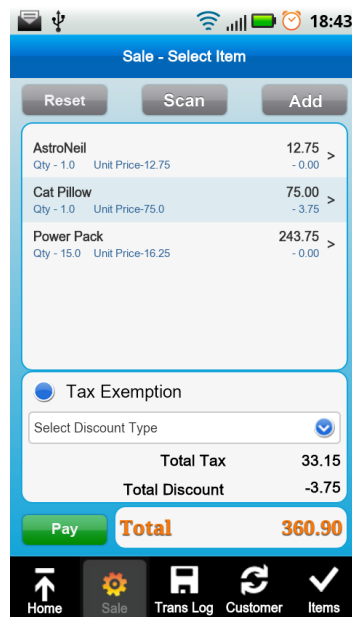 18:43
Sale - Select Item
Reset Scan Add
AstroNeil 12.75 >
Qty - 1.0 Unit Price-12.75 - 0.00
Cat Pillow 75.00 >
Qty - 1.0 Unit Price-75.0 - 3.75
Power Pack 243.75 >
Qty - 15.0 Unit Price-16.25 - 0.00
Tax Exemption
Select Discount Type
Total Tax 33.15
Total Discount -3.75
Pay Total 360.90
Home Sale Trans Log Customer Items